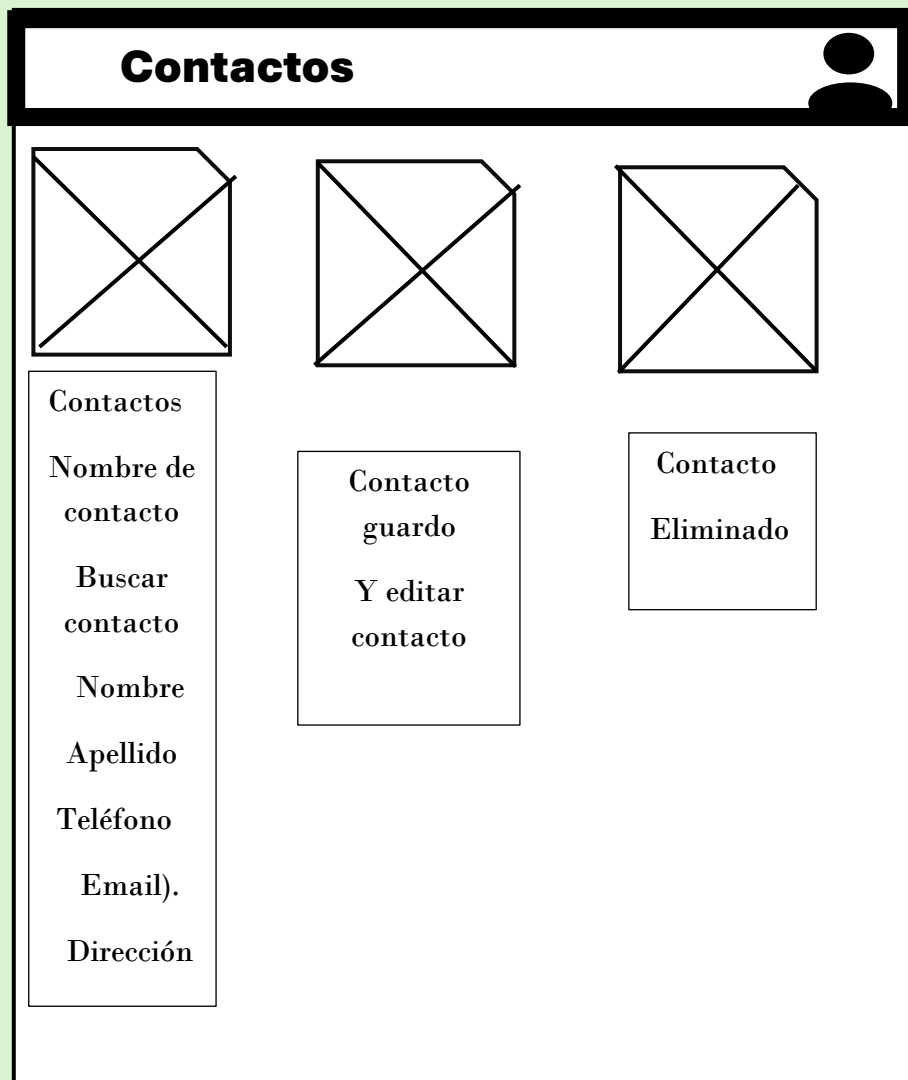 Contactos
Contactos
Nombre de
contacto
Buscar
contacto
Nombre
Apellido
Teléfono
Email).
Dirección
Contacto
guardo
Y editar
contacto
Contacto
Eliminado